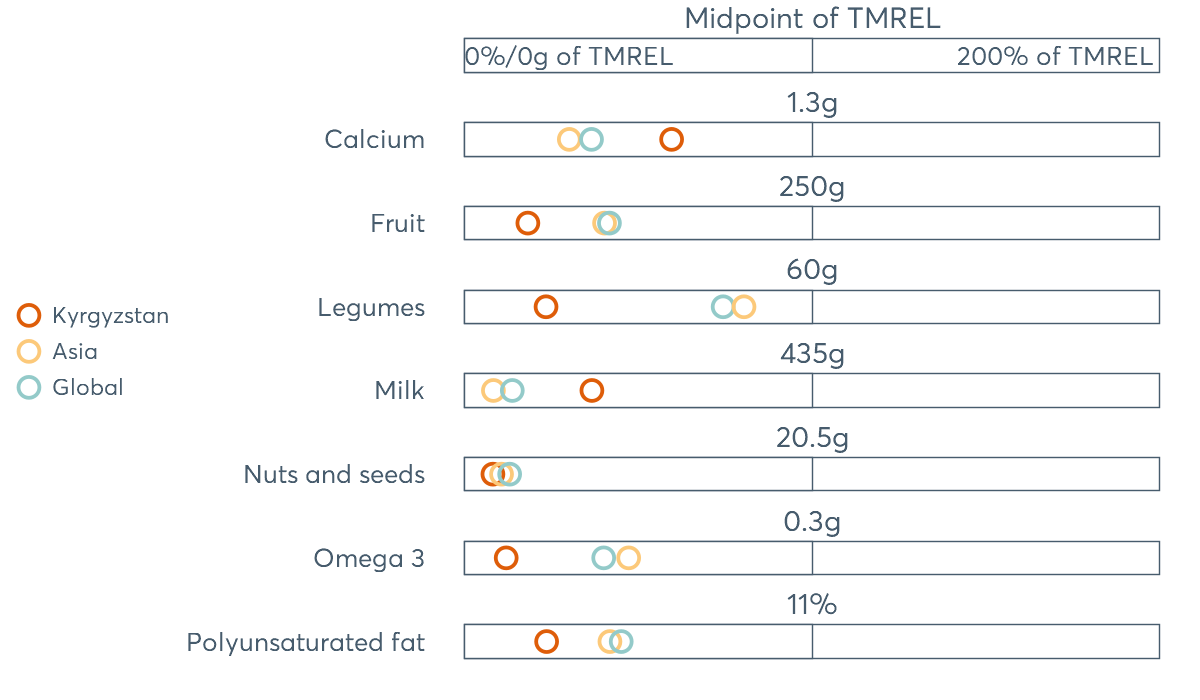 Midpoint of TMREL
0%/0g of TMREL 200% of TMREL
1.3g
Calcium
250g
Fruit
60g
Legumes
435g
Milk
20.5g
Nuts and seeds
0.3g
Omega 3
11%
Polyunsaturated fat
Kyrgyzstan
Asia
Global